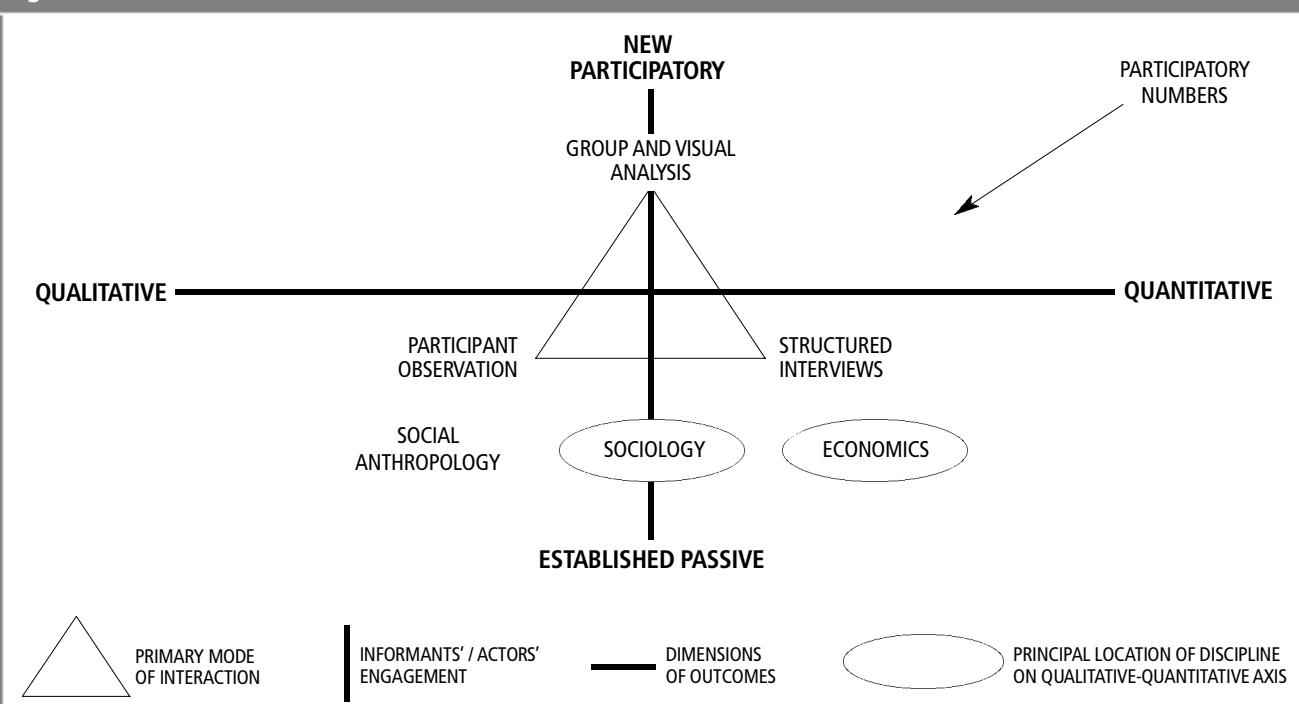 NEW
PARTICIPATORY
PARTICIPATORY
NUMBERS
GROUP AND VISUAL
ANALYSIS
QUALITATIVE
QUANTITATIVE
PARTICIPANT
OBSERVATION
STRUCTURED
INTERVIEWS
SOCIAL
ANTHROPOLOGY
SOCIOLOGY
ECONOMICS
ESTABLISHED PASSIVE
PRIMARY MODE
OF INTERACTION
INFORMANTS' / ACTORS'
ENGAGEMENT
DIMENSIONS
OF OUTCOMES
PRINCIPAL LOCATION OF DISCIPLINE
ON QUALITATIVE-QUANTITATIVE AXIS